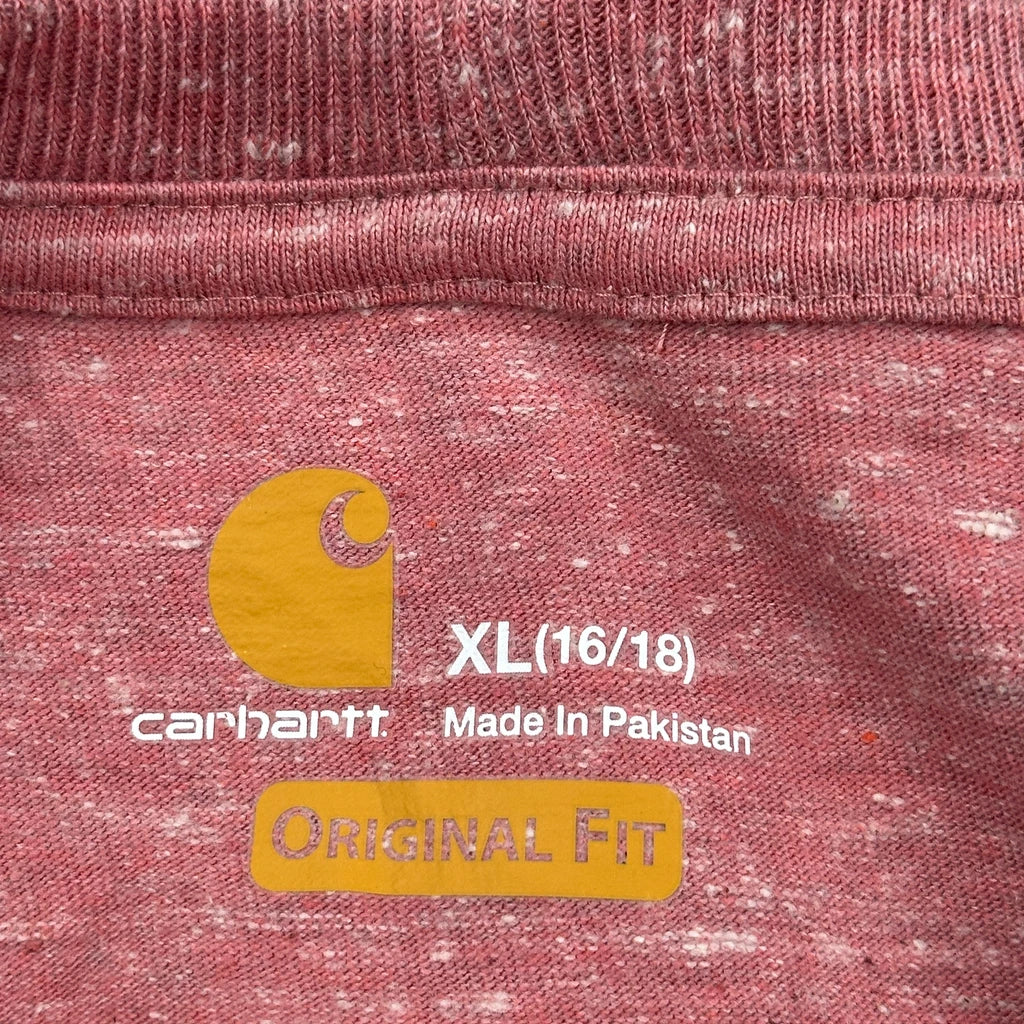 XL(16/18)
carhartt. Made In Pakistan
ORIGINAL FIT